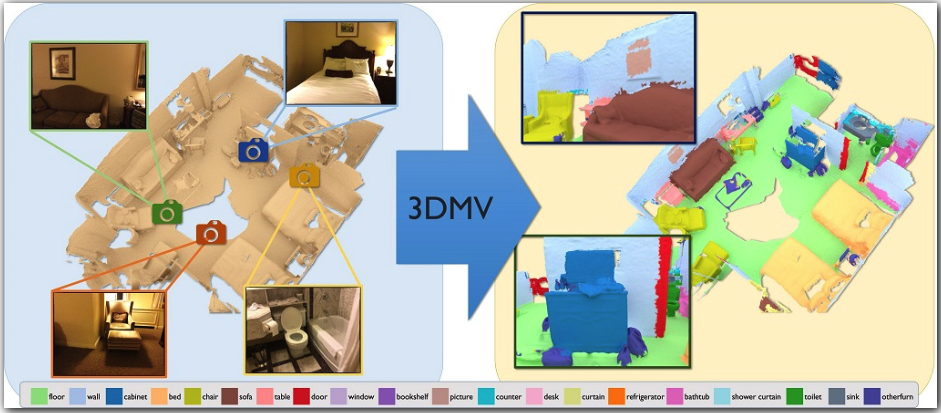 3DMV
floor wall cabinet bed chair sofa table door window bookshelf picture counter desk curtain refrigerator bathtub shower curtain toilet sink otherfurn